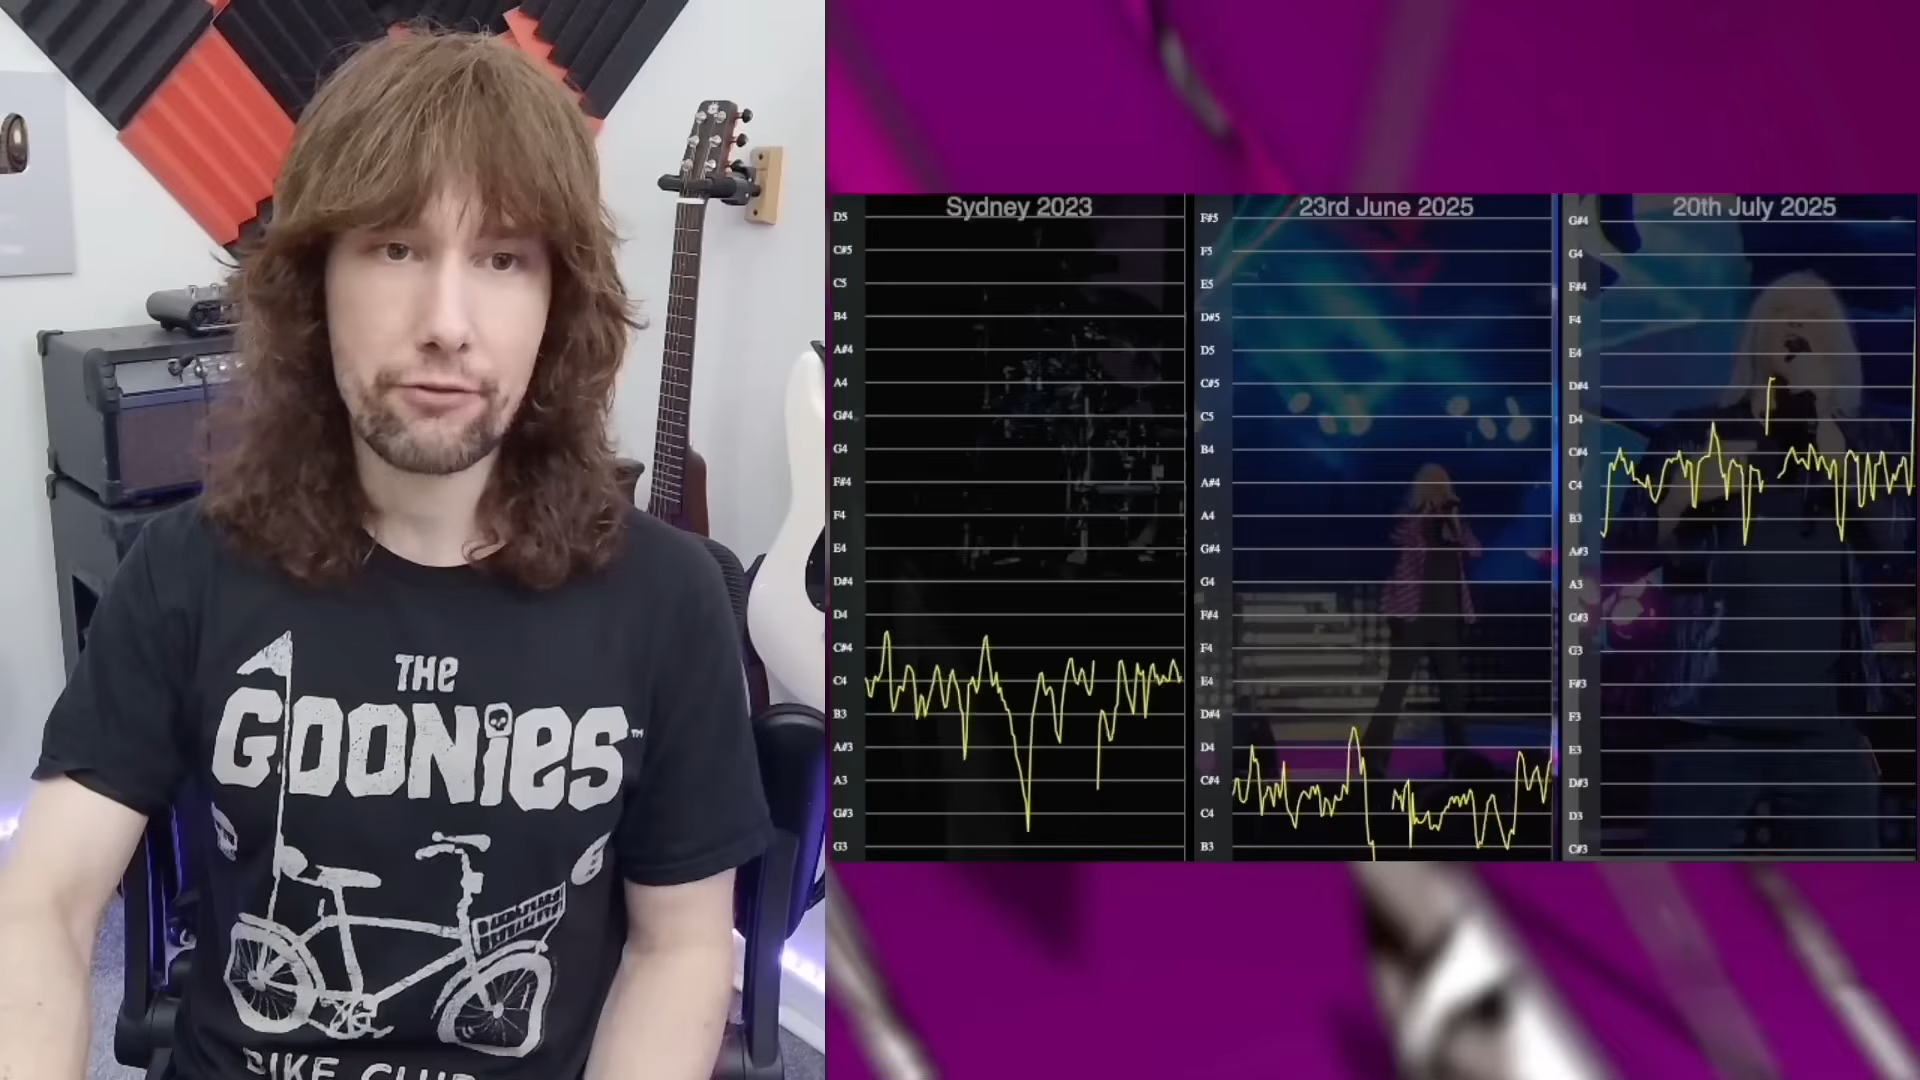 THE
GOONiES™
BIKE CLUB
Sydney 2023
D5
C#5
C5
B4
A#4
A4
G#4
G4
F#4
F4
E4
D#4
D4
C#4
C4
B3
A#3
A3
G#3
G3
23rd June 2025
F#5
F5
E5
D#5
D5
C#5
C5
B4
A#4
A4
G#4
G4
F#4
F4
E4
D#4
D4
C#4
C4
B3
20th July 2025
G#4
G4
F#4
F4
E4
D#4
D4
C#4
C4
B3
A#3
A3
G#3
G3
F#3
F3
E3
D#3
D3
C#3